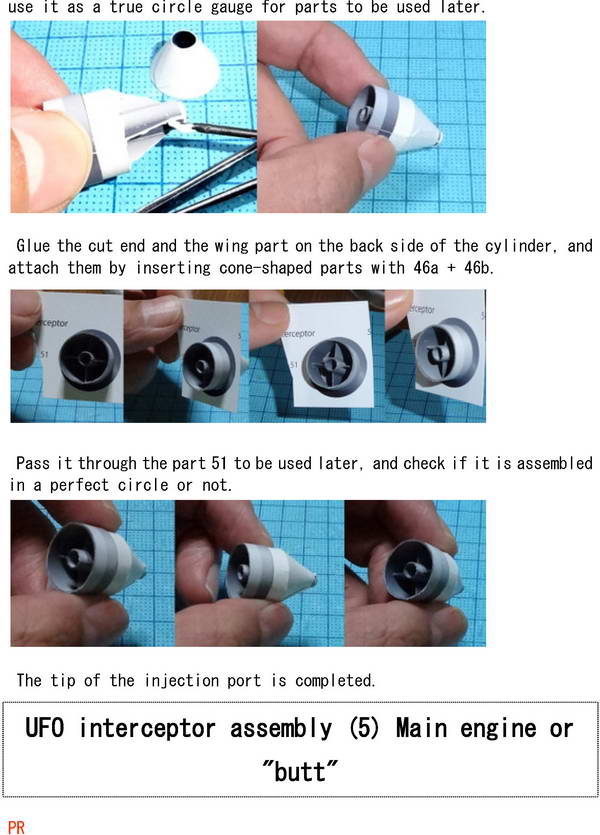 use it as a true circle gauge for parts to be used later.
Glue the cut end and the wing part on the back side of the cylinder, and
attach them by inserting cone-shaped parts with 46a + 46b.
erceptor
51
erceptor
5
erceptor
51
5
erceptor
5
Pass it through the part 51 to be used later, and check if it is assembled
in a perfect circle or not.
The tip of the injection port is completed.
UFO interceptor assembly (5) Main engine or
"butt"
PR